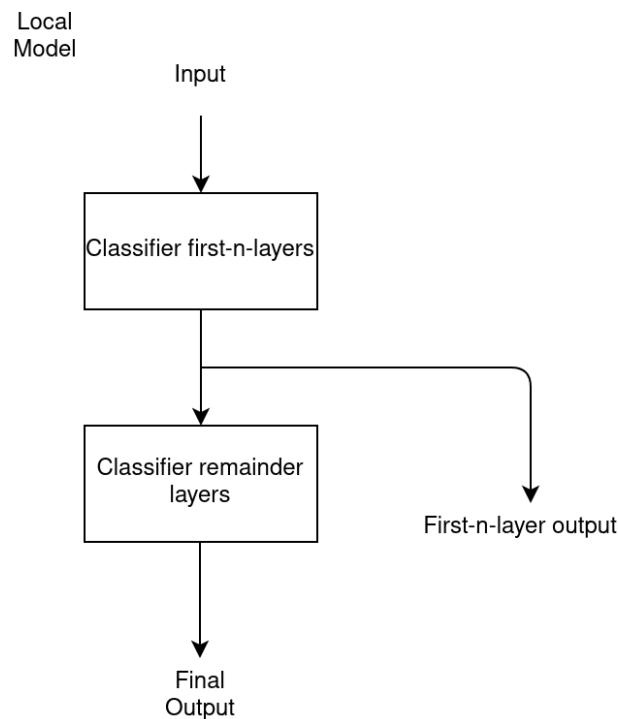 Local
Model
Input
Classifier first-n-layers
Classifier remainder
layers
First-n-layer output
Final
Output